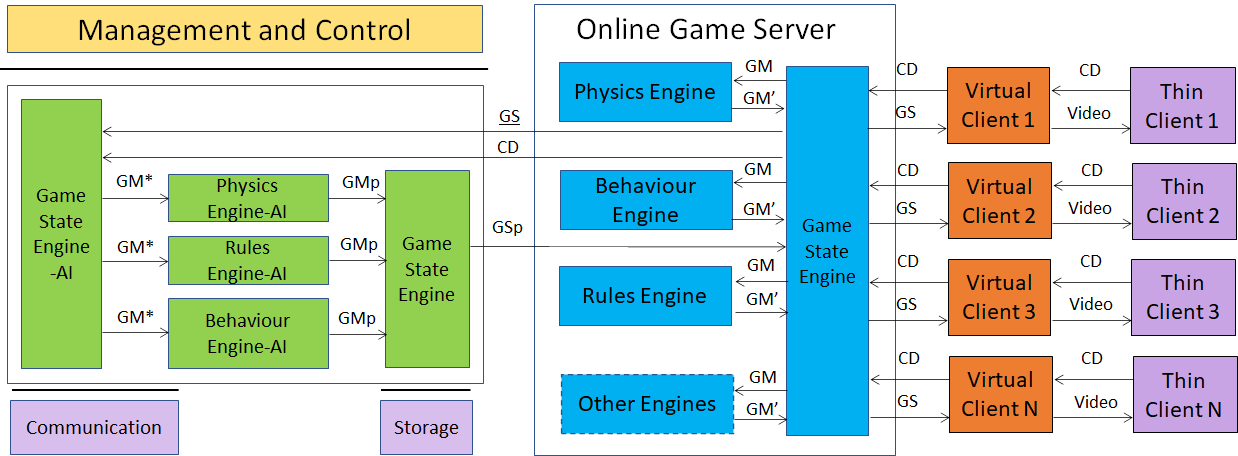 Management and Control
Game
State
Engine
-AI
GM*
GM*
GM*
Physics
Engine-AI
Rules
Engine-AI
Behaviour
Engine-AI
GMp
GMp
GMp
Game
State
Engine
Communication
Storage
GS
CD
GSp
Online Game Server
Physics Engine
GM
GM’
Behaviour
Engine
GM
GM’
Rules Engine
GM
GM’
Other Engines
GM
GM’
Game
State
Engine
CD
GS
Virtual
Client 1
CD
Video
Thin
Client 1
CD
GS
Virtual
Client 2
CD
Video
Thin
Client 2
CD
GS
Virtual
Client 3
CD
Video
Thin
Client 3
CD
GS
Virtual
Client N
CD
Video
Thin
Client N